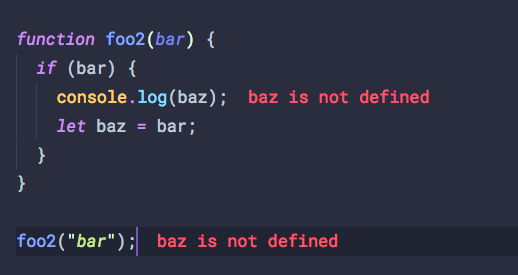 function foo2(bar) {
if (bar) {
console.log(baz); baz is not defined
let baz = bar;
}
}
foo2("bar"); baz is not defined